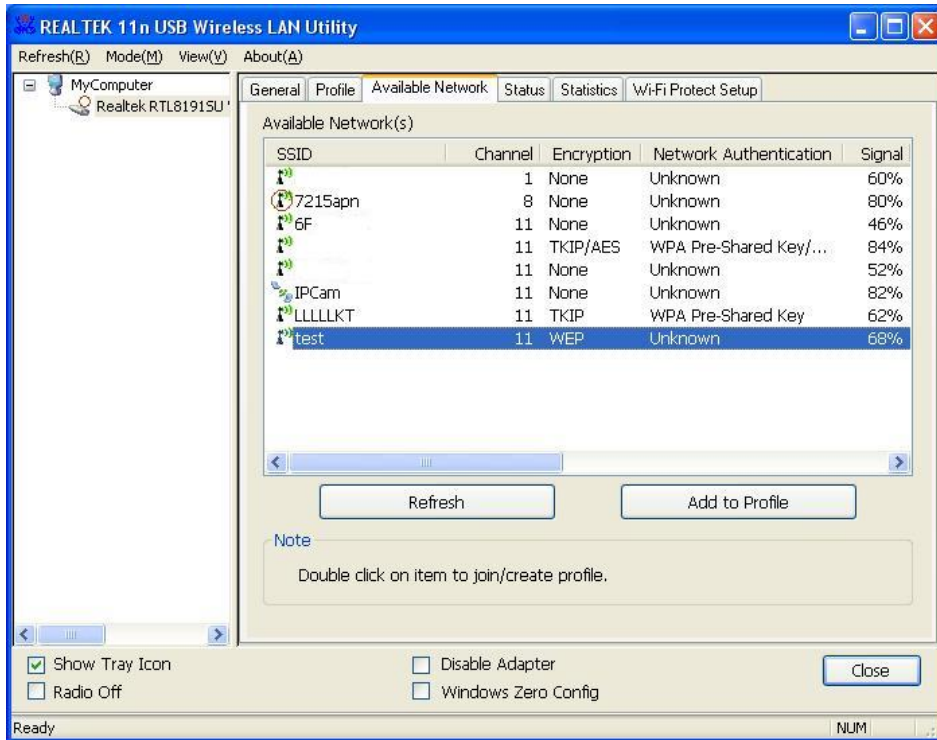 REALTEK 11n USB Wireless LAN Utility
Refresh(R) Mode(M) View(V) About(A)
MyComputer
Realtek RTL8191SU '
General Profile Available Network Status Statistics Wi-Fi Protect Setup
Available Network(s)
SSID Channel Encryption Network Authentication Signal
1 None Unknown 60%
7215apn 8 None Unknown 80%
6F 11 None Unknown 46%
11 TKIP/AES WPA Pre-Shared Key/... 84%
11 None Unknown 52%
IPCam 11 None Unknown 82%
LLLLLKT 11 TKIP WPA Pre-Shared Key 62%
test 11 WEP Unknown 68%
Refresh Add to Profile
Note
Double click on item to join/create profile.
Show Tray Icon Disable Adapter Close
Radio Off Windows Zero Config
Ready NUM